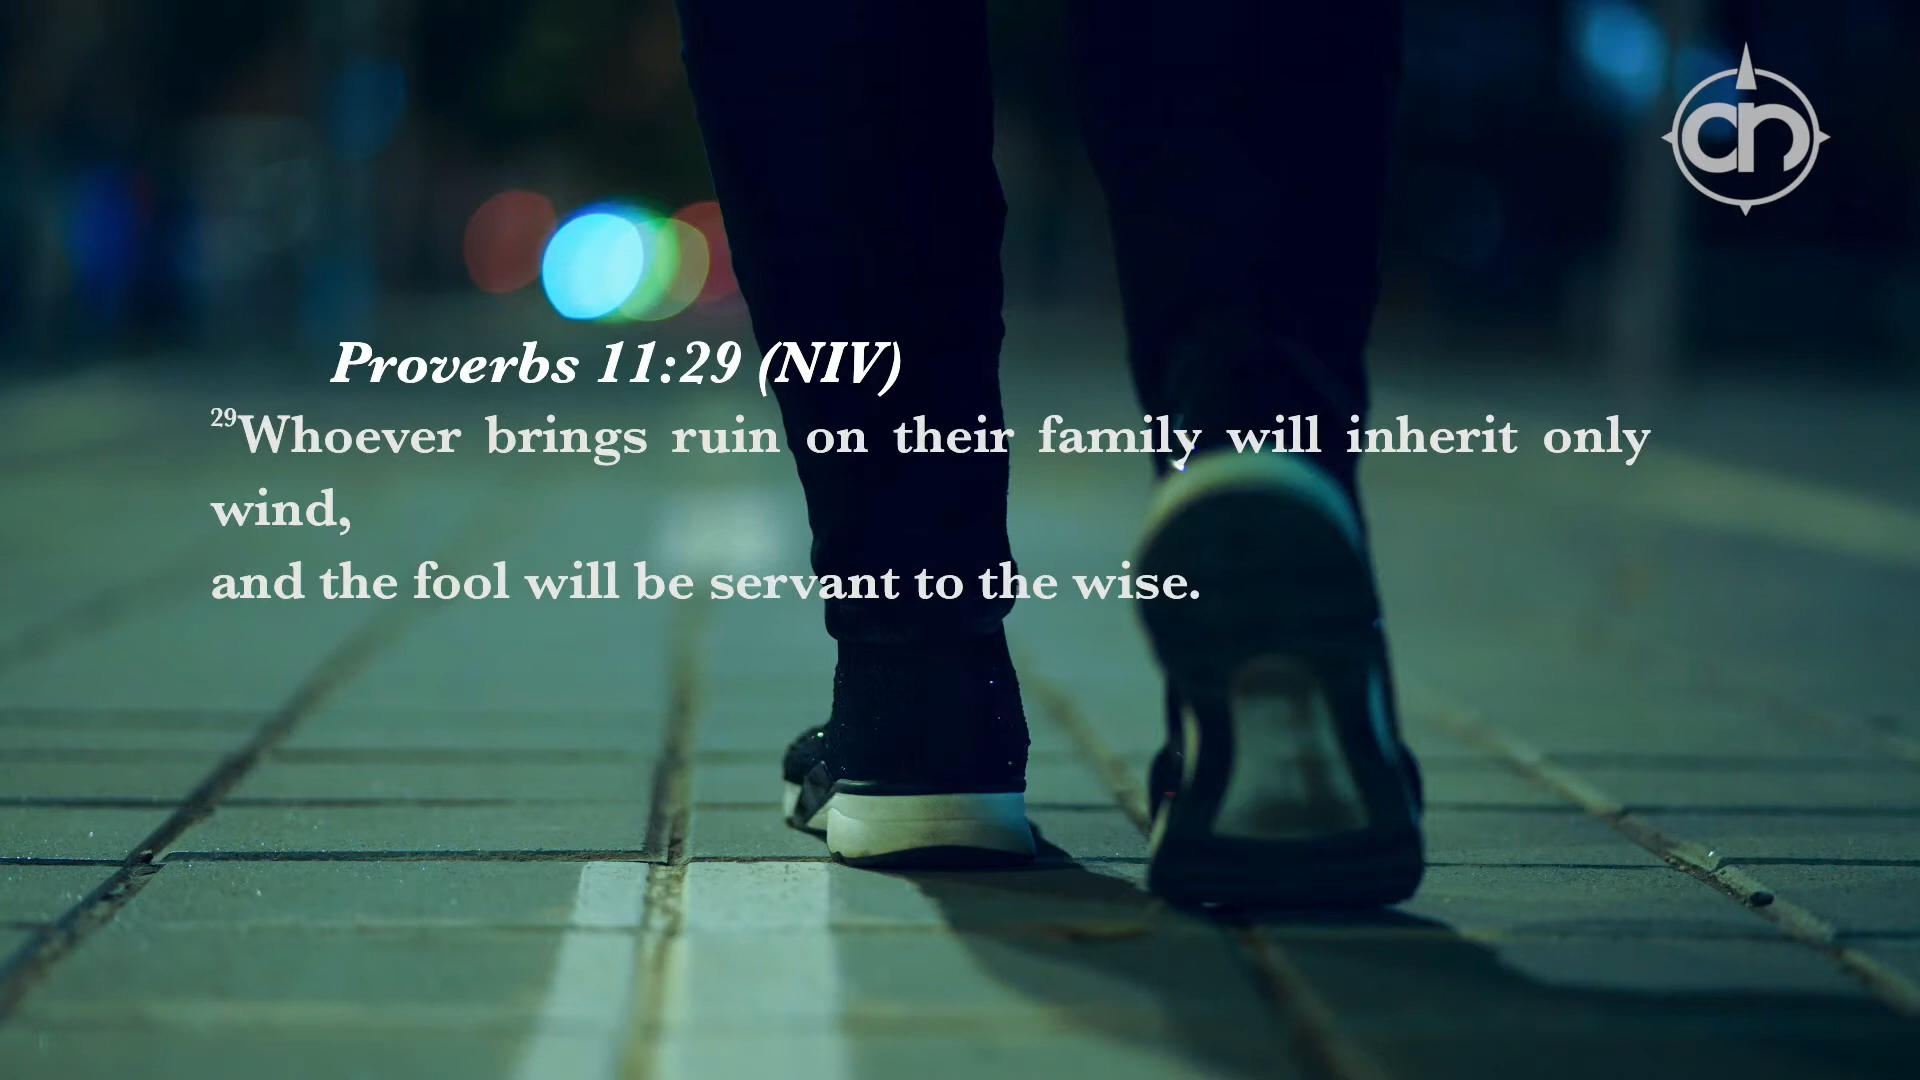 cn
Proverbs 11:29 (NIV)
29Whoever brings ruin on their family will inherit only
wind,
and the fool will be servant to the wise.